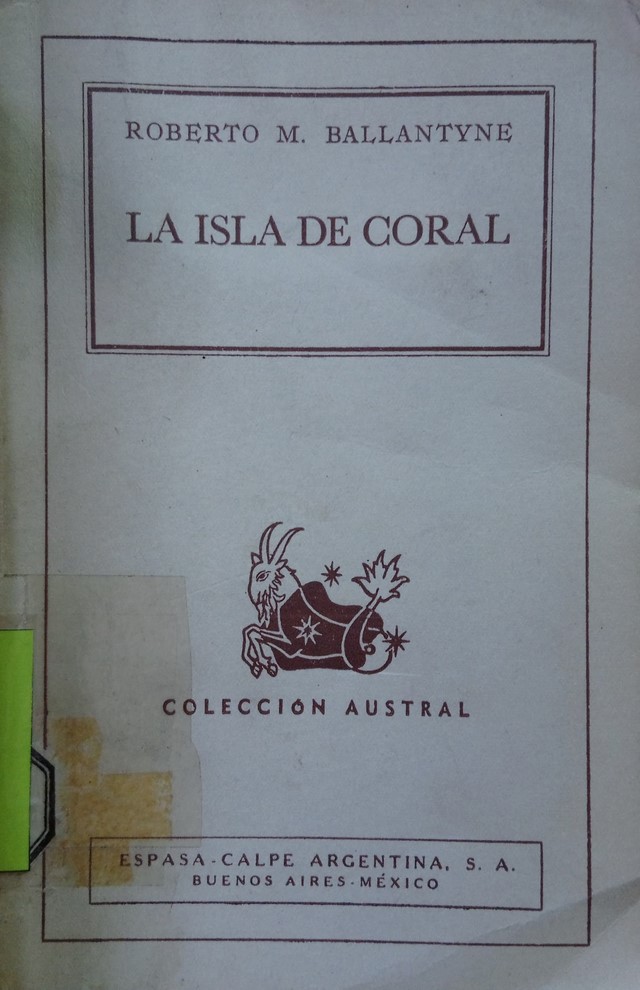 ROBERTO M. BALLANTYNE
LA ISLA DE CORAL
COLECCIÓN AUSTRAL
ESPASA-CALPE ARGENTINA, S. A.
BUENOS AIRES-MÉXICO